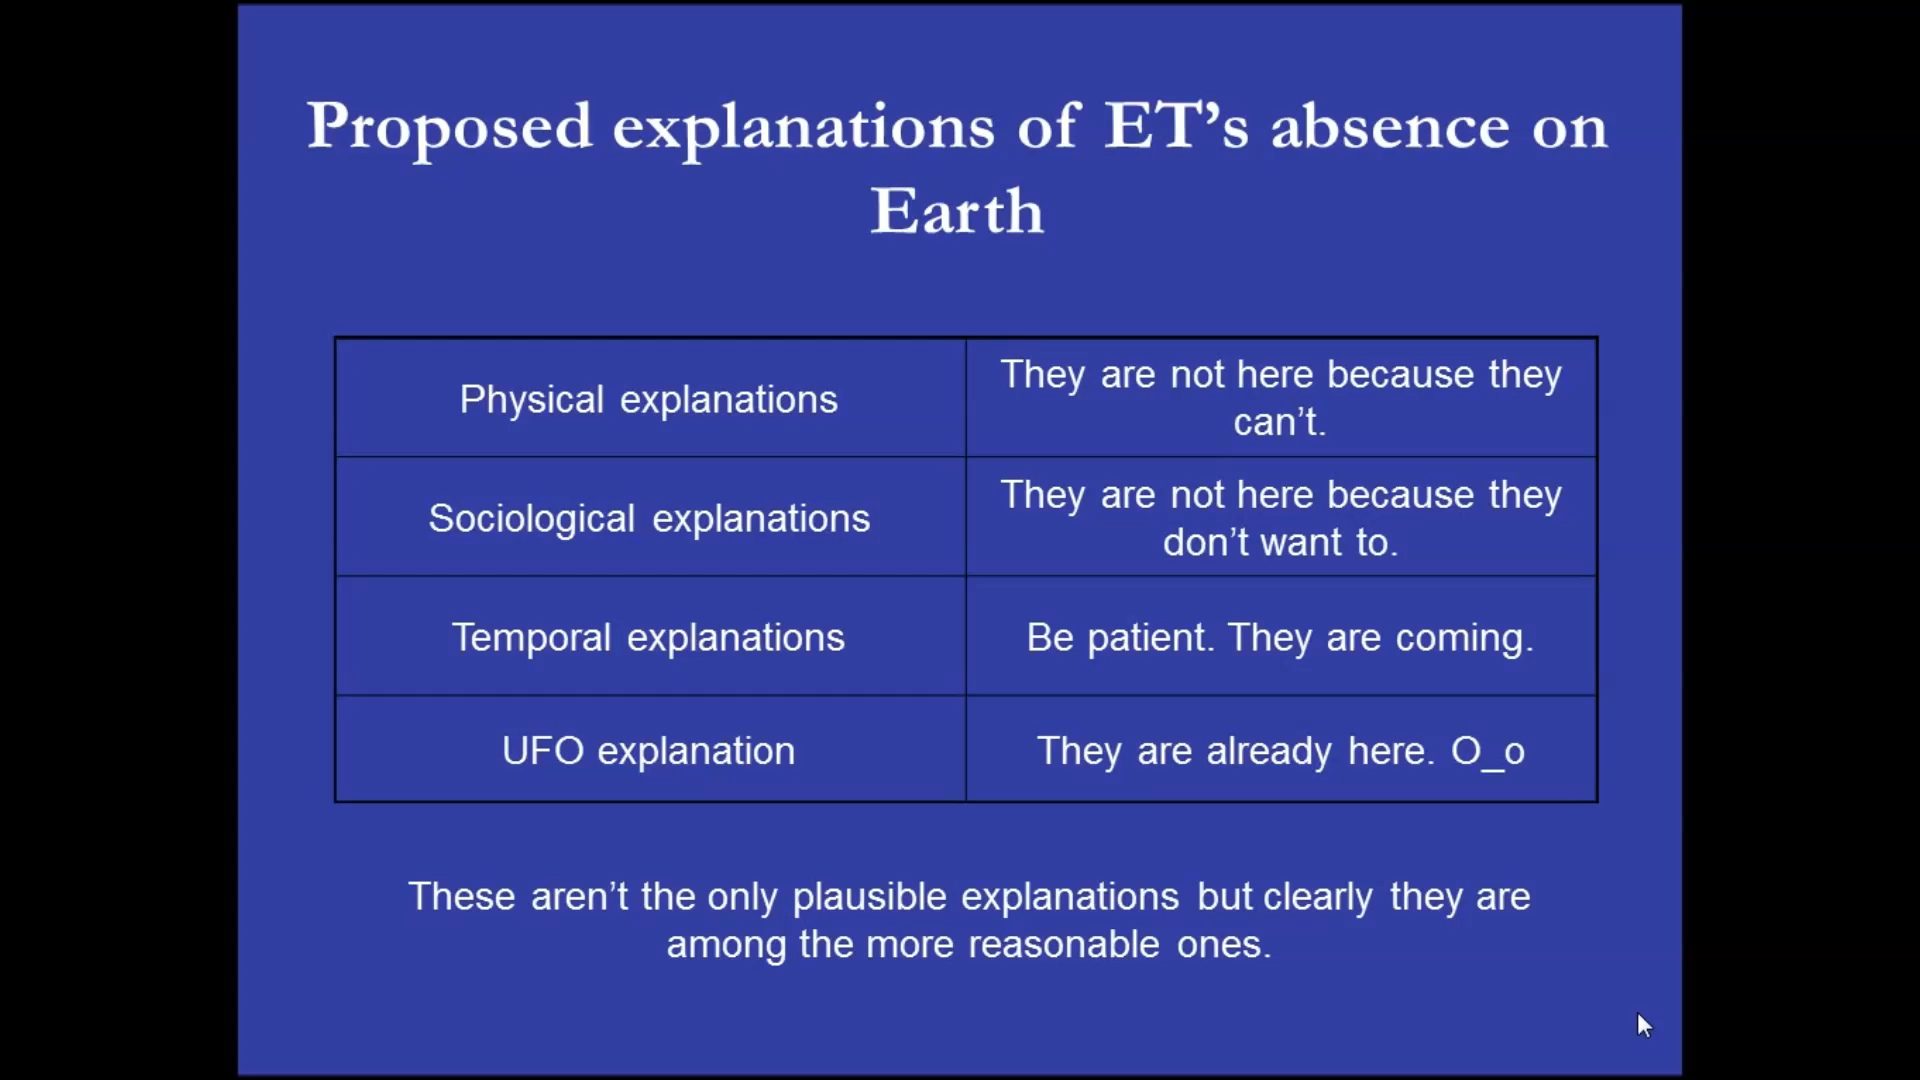 Proposed explanations of ET’s absence on
Earth
Physical explanations
They are not here because they
can’t.
Sociological explanations
They are not here because they
don’t want to.
Temporal explanations
Be patient. They are coming.
UFO explanation
They are already here. O_o
These aren’t the only plausible explanations but clearly they are
among the more reasonable ones.